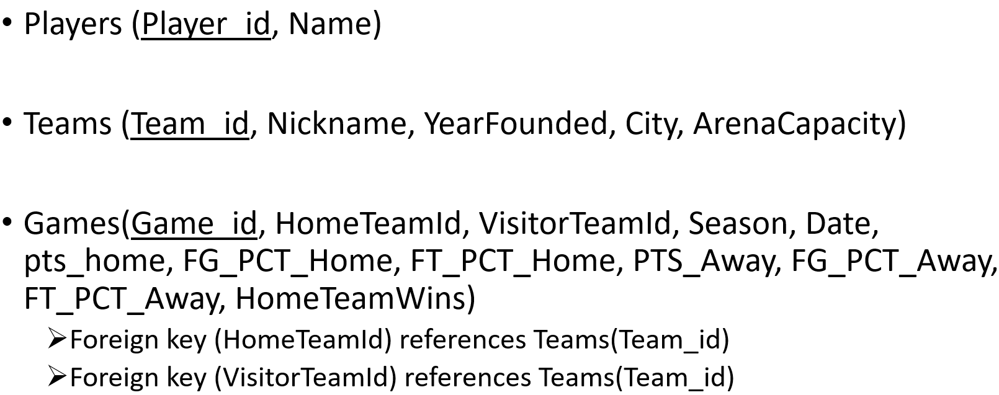 • Players (Player_id, Name)
• Teams (Team_id, Nickname, YearFounded, City, ArenaCapacity)
• Games(Game_id, HomeTeamId, VisitorTeamId, Season, Date,
pts_home, FG_PCT_Home, FT_PCT_Home, PTS_Away, FG_PCT_Away,
FT_PCT_Away, HomeTeamWins)
➢Foreign key (HomeTeamId) references Teams(Team_id)
➢Foreign key (VisitorTeamId) references Teams(Team_id)